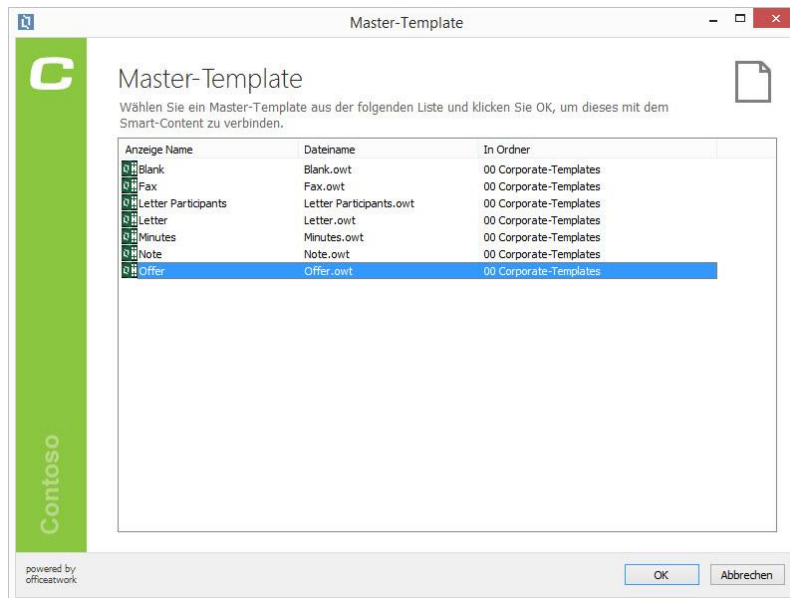 Master-Template
C
Master-Template
Wählen Sie ein Master-Template aus der folgenden Liste und klicken Sie OK, um dieses mit dem
Smart-Content zu verbinden.
Anzeige Name Dateiname In Ordner
Blank Blank.owt 00 Corporate-Templates
Fax Fax.owt 00 Corporate-Templates
Letter Participants Letter Participants.owt 00 Corporate-Templates
Letter Letter.owt 00 Corporate-Templates
Minutes Minutes.owt 00 Corporate-Templates
Note Note.owt 00 Corporate-Templates
Offer Offer.owt 00 Corporate-Templates
Contoso
powered by
officeatwork
OK Abbrechen